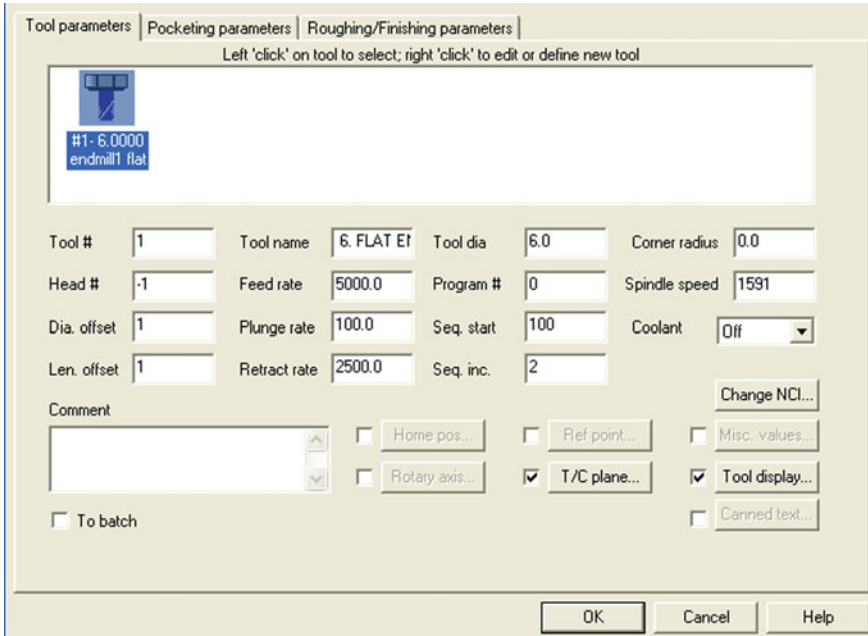 Tool parameters Pocketing parameters Roughing/Finishing parameters
Left 'click' on tool to select; right 'click' to edit or define new tool
#1- 6.0000
endmill1 flat
Tool # 1 Tool name 6. FLAT EN Tool dia 6.0 Corner radius 0.0
Head # -1 Feed rate 5000.0 Program # 0 Spindle speed 1591
Dia. offset 1 Plunge rate 100.0 Seq. start 100 Coolant Off
Len. offset 1 Retract rate 2500.0 Seq. inc. 2
Change NCI...
Comment
Home pos... Ref point... Misc. values...
Rotary axis... T/C plane... Tool display...
To batch
Canned text...
OK Cancel Help